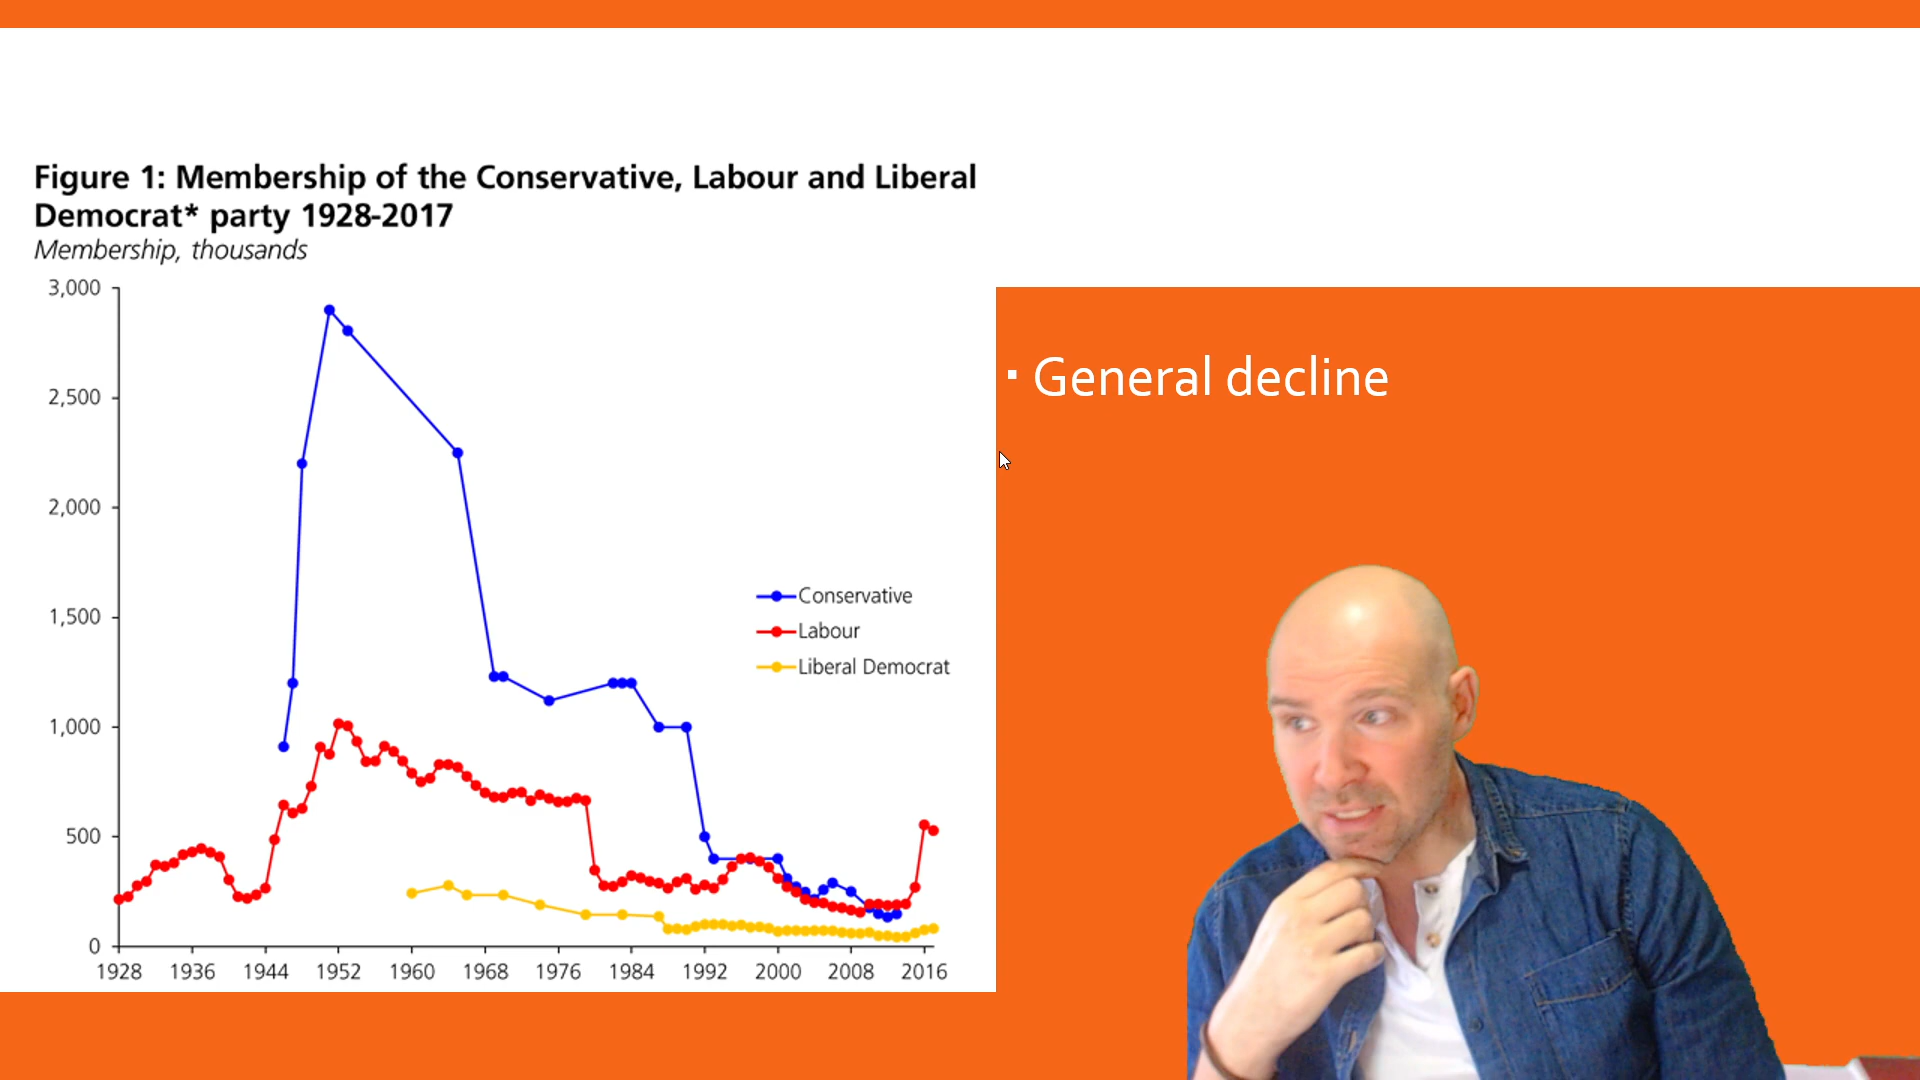 Figure 1: Membership of the Conservative, Labour and Liberal
Democrat* party 1928-2017
Membership, thousands
3,000
2,500
2,000
1,500
1,000
500
0
1928 1936 1944 1952 1960 1968 1976 1984 1992 2000 2008 2016
Conservative
Labour
Liberal Democrat
▪ General decline